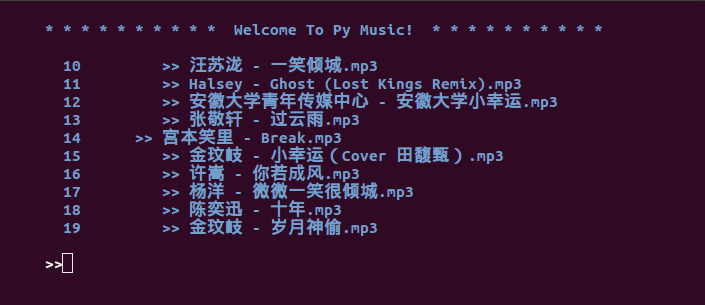 * * * * * * * * * * Welcome To Py Music! * * * * * * * * * *
10 >> 汪苏泷 - 一笑倾城.mp3
11 >> Halsey - Ghost (Lost Kings Remix).mp3
12 >> 安徽大学青年传媒中心 - 安徽大学小幸运.mp3
13 >> 张敬轩 - 过云雨.mp3
14 >> 宫本笑里 - Break.mp3
15 >> 金玟岐 - 小幸运（Cover 田馥甄）.mp3
16 >> 许嵩 - 你若成风.mp3
17 >> 杨洋 - 微微一笑很倾城.mp3
18 >> 陈奕迅 - 十年.mp3
19 >> 金玟岐 - 岁月神偷.mp3
>>